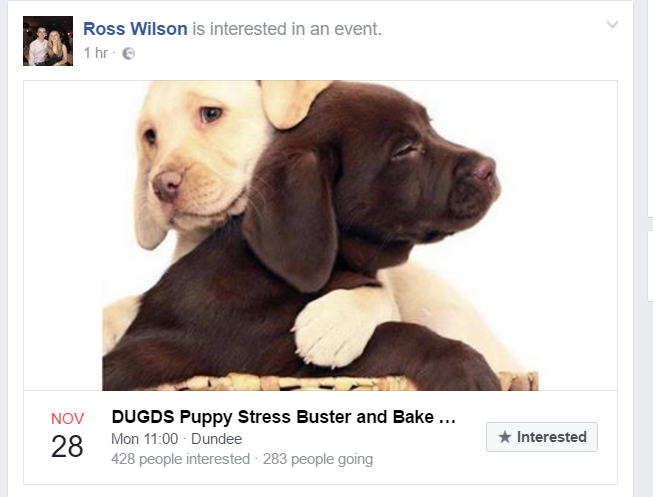 Ross Wilson is interested in an event.
1 hr ·
NOV
28
DUGDS Puppy Stress Buster and Bake ...
Mon 11:00 · Dundee
428 people interested · 283 people going
★ Interested